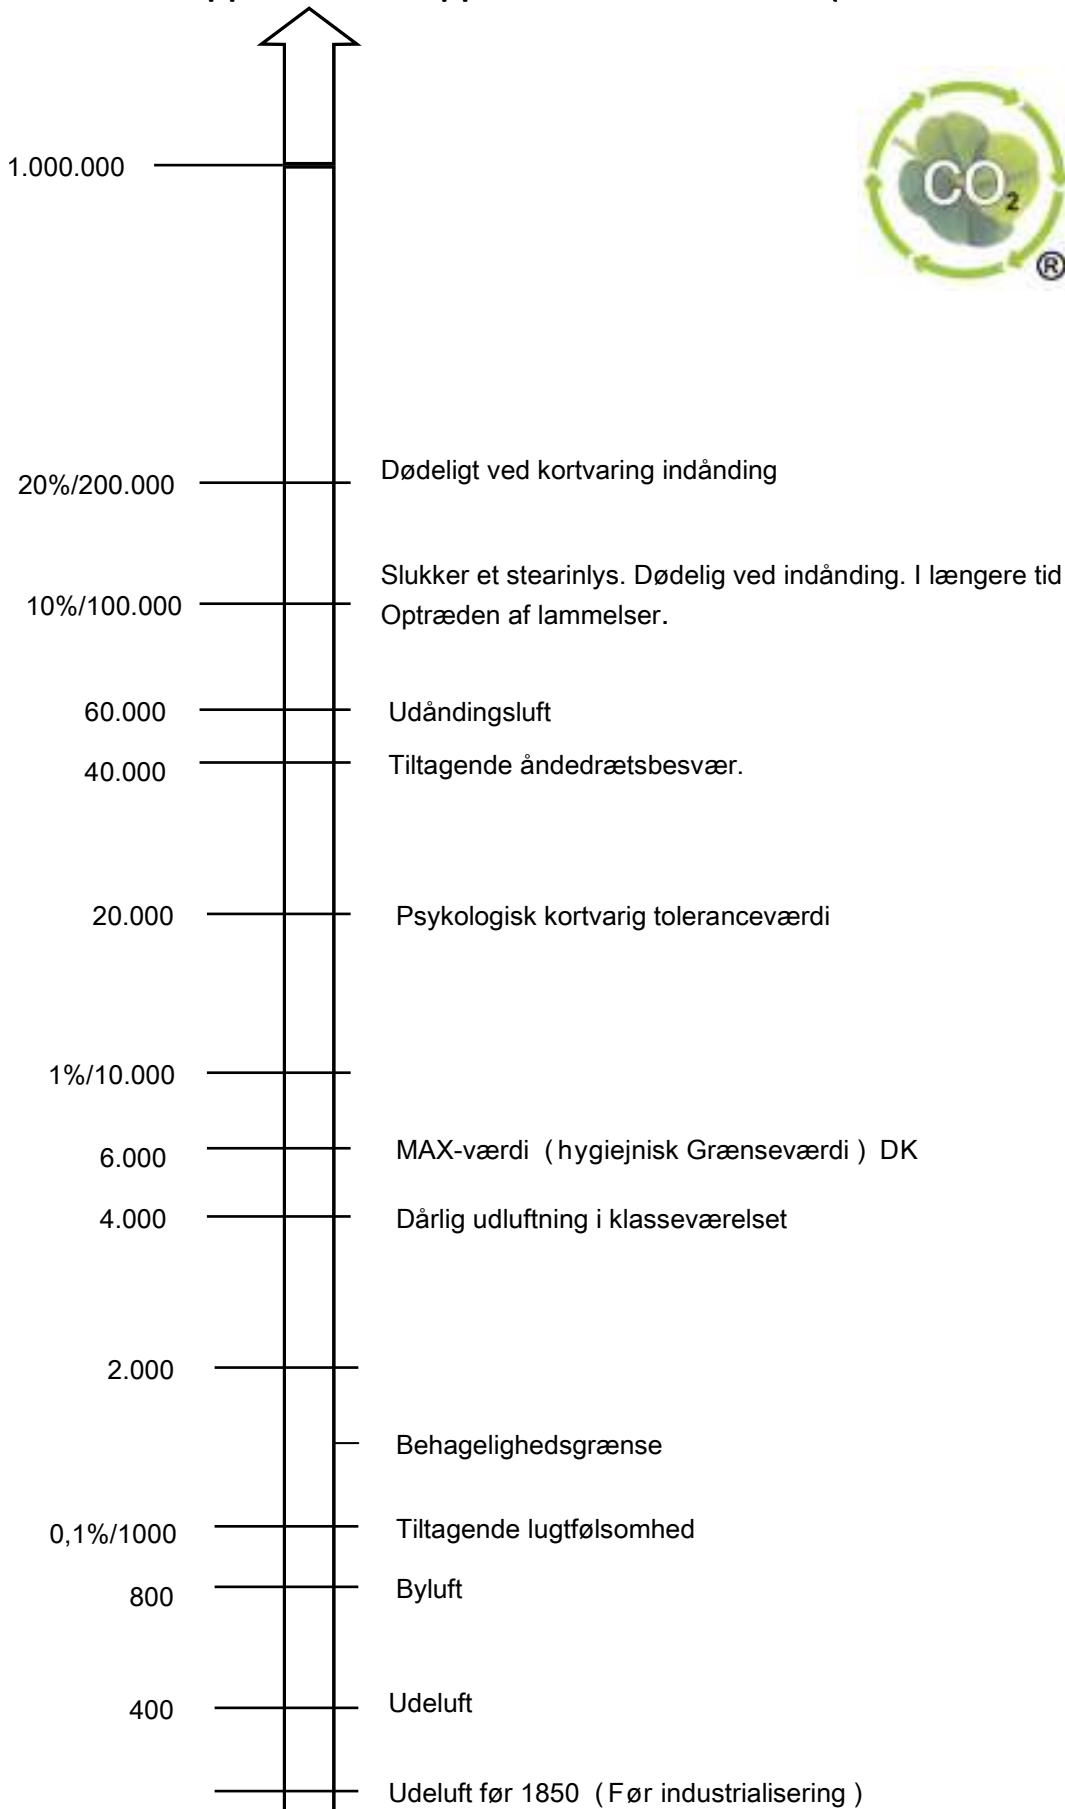 1.000.000
CO2
®
20%/200.000 Dødeligt ved kortvaring indånding
Slukker et stearinlys. Dødelig ved indånding. I længere tid
10%/100.000 Optræden af lammelser.
60.000 Udåndingsluft
40.000 Tiltagende åndedrætsbesvær.
20.000 Psykologisk kortvarig toleranceværdi
1%/10.000
6.000 MAX-værdi (hygiejnisk Grænseværdi) DK
4.000 Dårlig udluftning i klasseværelset
2.000
Behagelighedsgrænse
0,1%/1000 Tiltagende lugtfølsomhed
800 Byluft
400 Udeluft
Udeluft før 1850 (Før industrialisering)